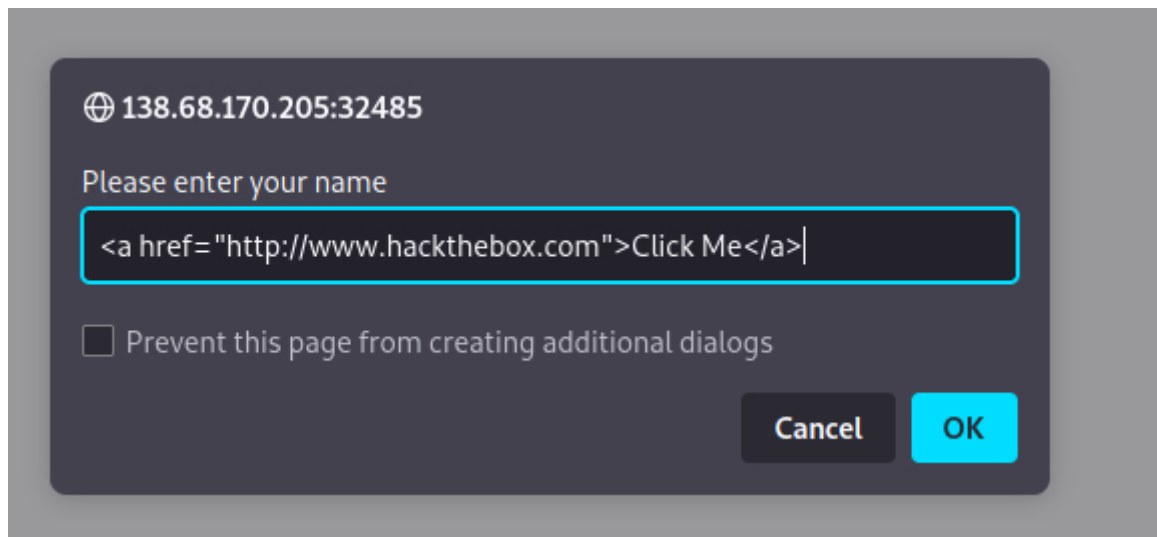 138.68.170.205:32485
Please enter your name
<a href="http://www.hackthebox.com">Click Me</a>
Prevent this page from creating additional dialogs
Cancel OK